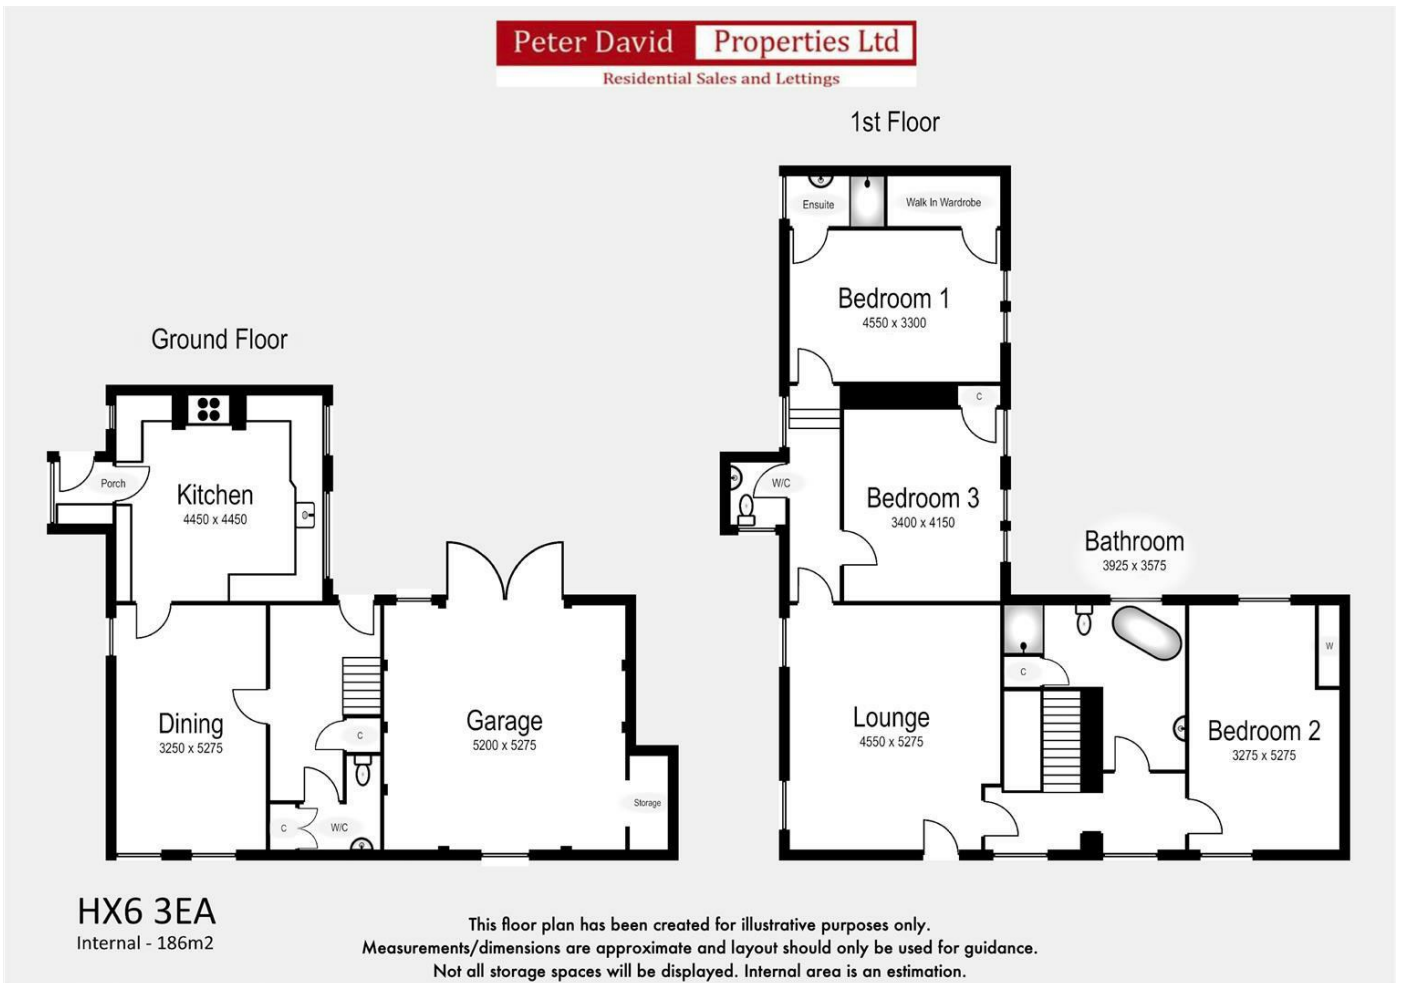 Peter David Properties Ltd
Residential Sales and Lettings
1st Floor
Ensuite
Walk In Wardrobe
Bedroom 1
4550 x 3300
C
W/C
Bedroom 3
3400 x 4150
Bathroom
3925 x 3575
C
W
Lounge
4550 x 5275
Bedroom 2
3275 x 5275
Ground Floor
Porch
Kitchen
4450 x 4450
Dining
3250 x 5275
C
Garage
5200 x 5275
C
W/C
Storage
HX6 3EA
Internal - 186m2
This floor plan has been created for illustrative purposes only.
Measurements/dimensions are approximate and layout should only be used for guidance.
Not all storage spaces will be displayed. Internal area is an estimation.